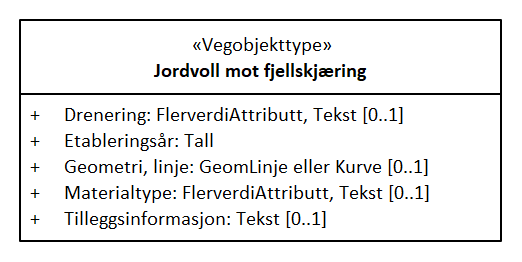 «Vegobjekttype»
Jordvoll mot fjellskjæring
+ Drenering: FlerverdiAttributt, Tekst [0..1]
+ Etableringsår: Tall
+ Geometri, linje: GeomLinje eller Kurve [0..1]
+ Materialtype: FlerverdiAttributt, Tekst [0..1]
+ Tilleggsinformasjon: Tekst [0..1]